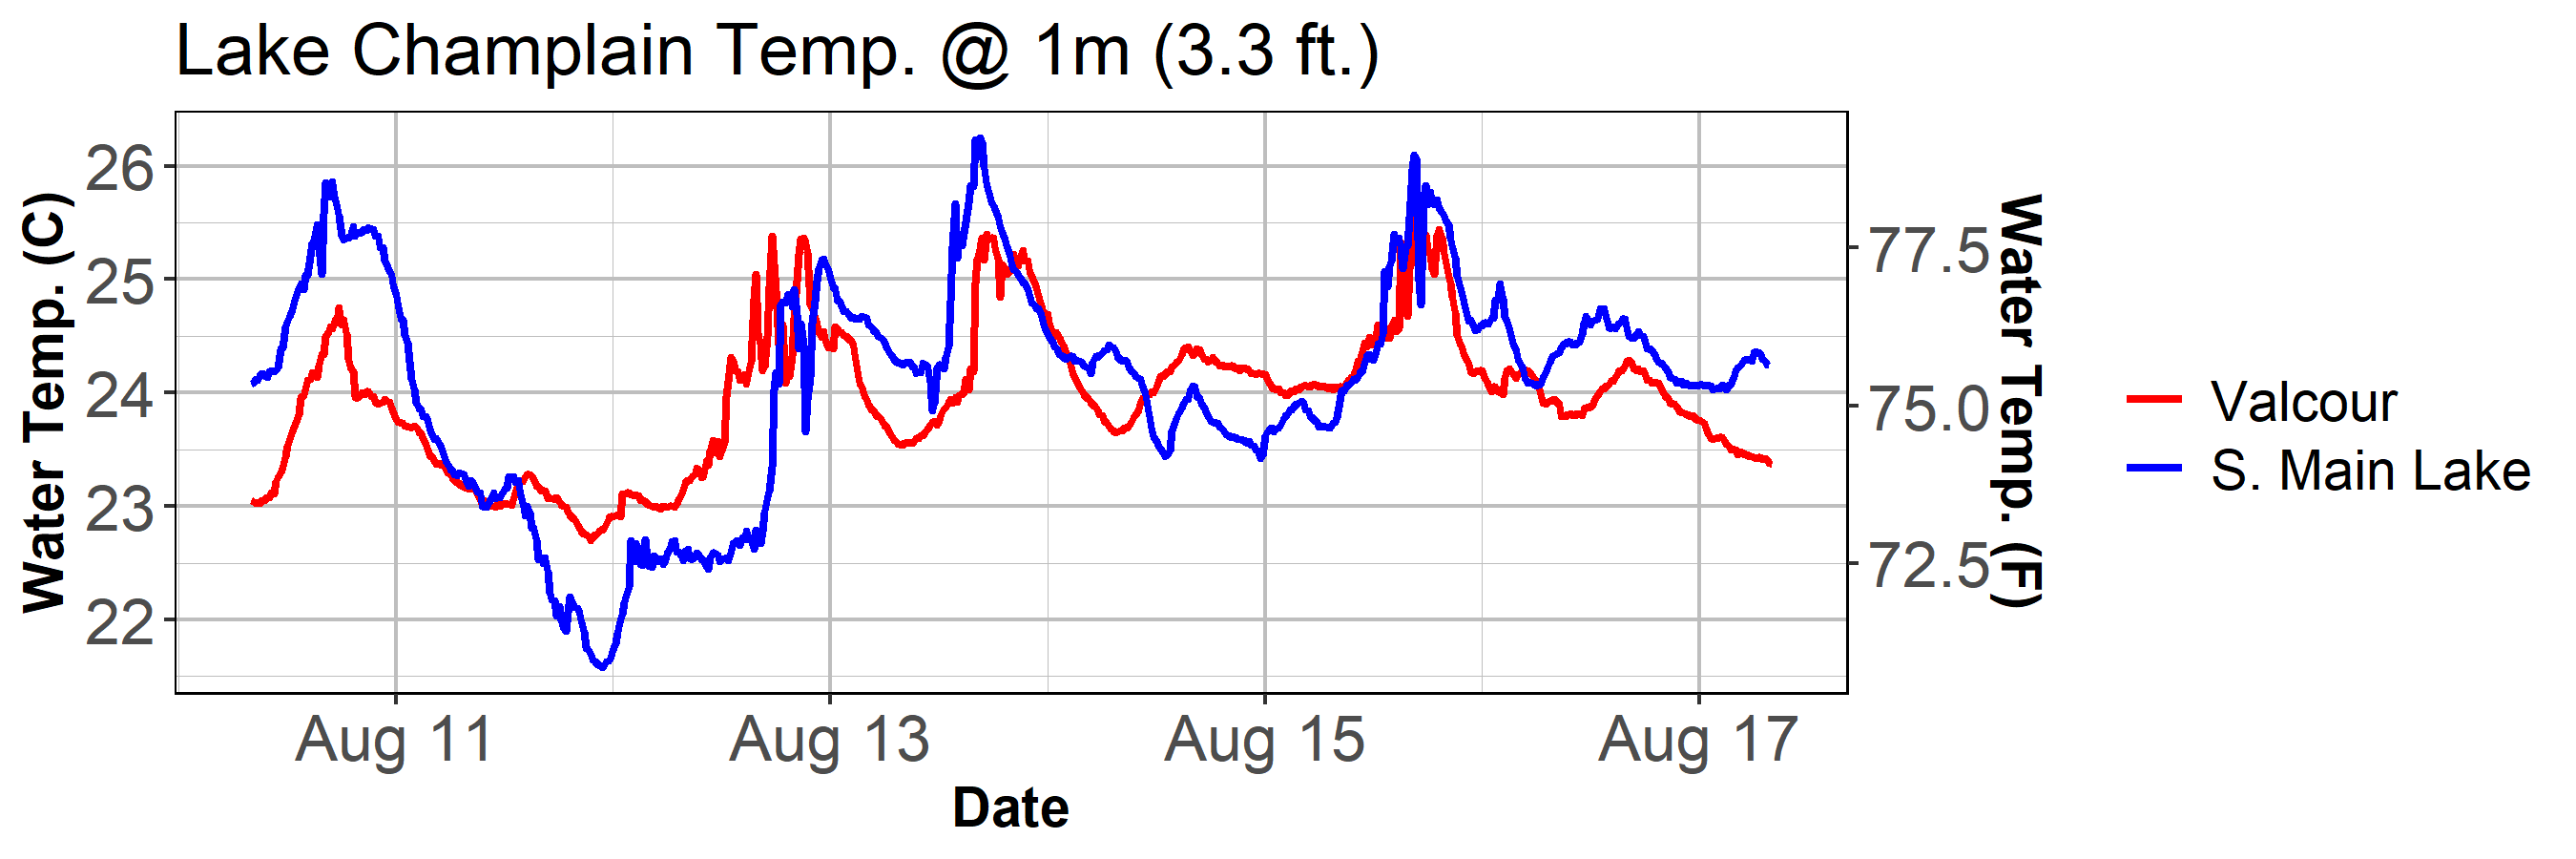 Lake Champlain Temp. @ 1m (3.3 ft.)
Water Temp. (C)
26
25
24
23
22
77.5
75.0
72.5
Water Temp. (F)
Aug 11
Aug 13
Aug 15
Aug 17
Date
Valcour
S. Main Lake